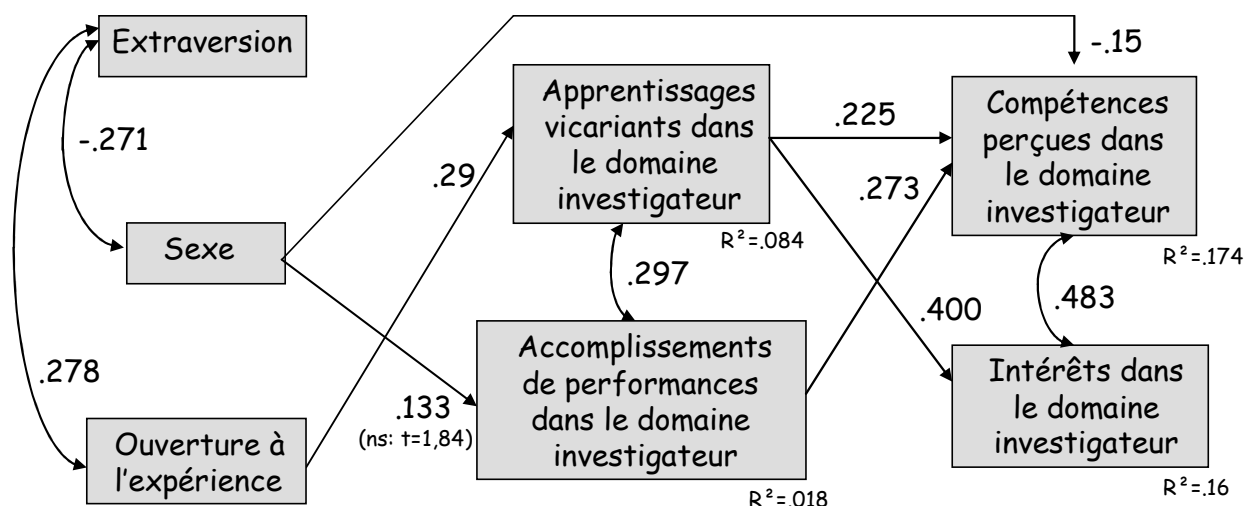 Extraversion
-.15
Apprentissages
vicariants dans
le domaine
investigateur
R²=.084
Compétences
perçues dans
le domaine
investigateur
R²=.174
.225
-.271
.29
.273
Sexe
.297
.483
.400
Accomplissements
de performances
dans le domaine
investigateur
R²=.018
Intérêts dans
le domaine
investigateur
R²=.16
.278
.133
(ns: t=1,84)
Ouverture à
l’expérience